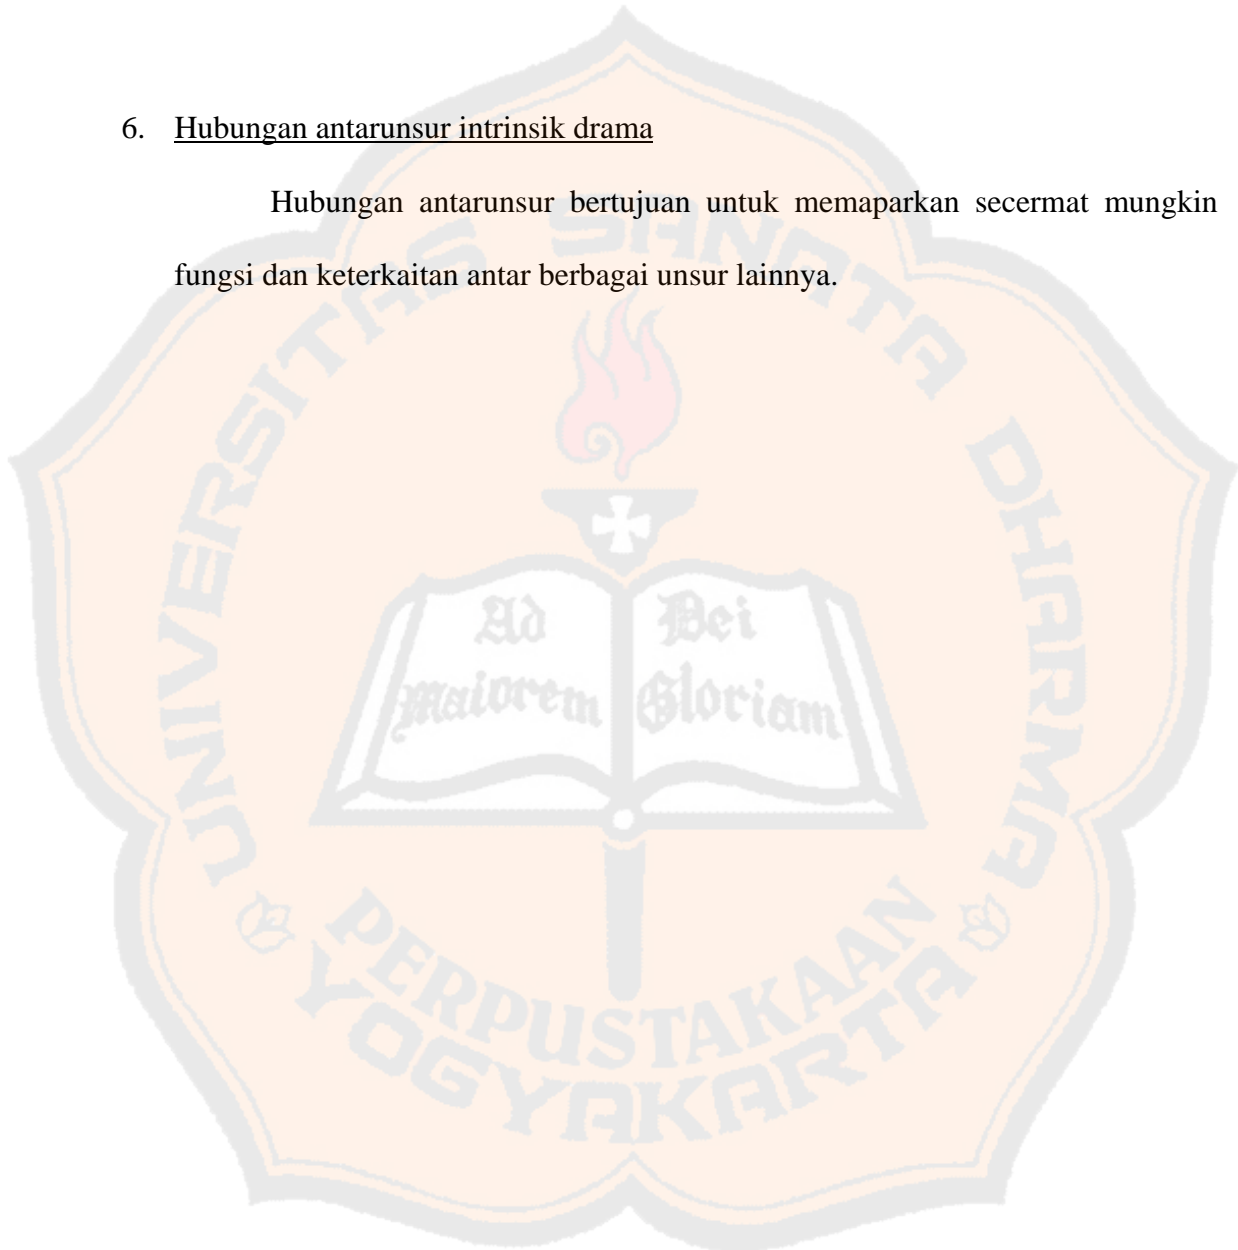 6. Hubungan antarunsur intrinsik drama
Hubungan antarunsur bertujuan untuk memaparkan secermat mungkin
fungsi dan keterkaitan antar berbagai unsur lainnya.
UNIVERSITAS SANATA DHARMA
Ad Dei
maiorem Gloriam
PERPUSTAKAAN
YOGYAKARTA